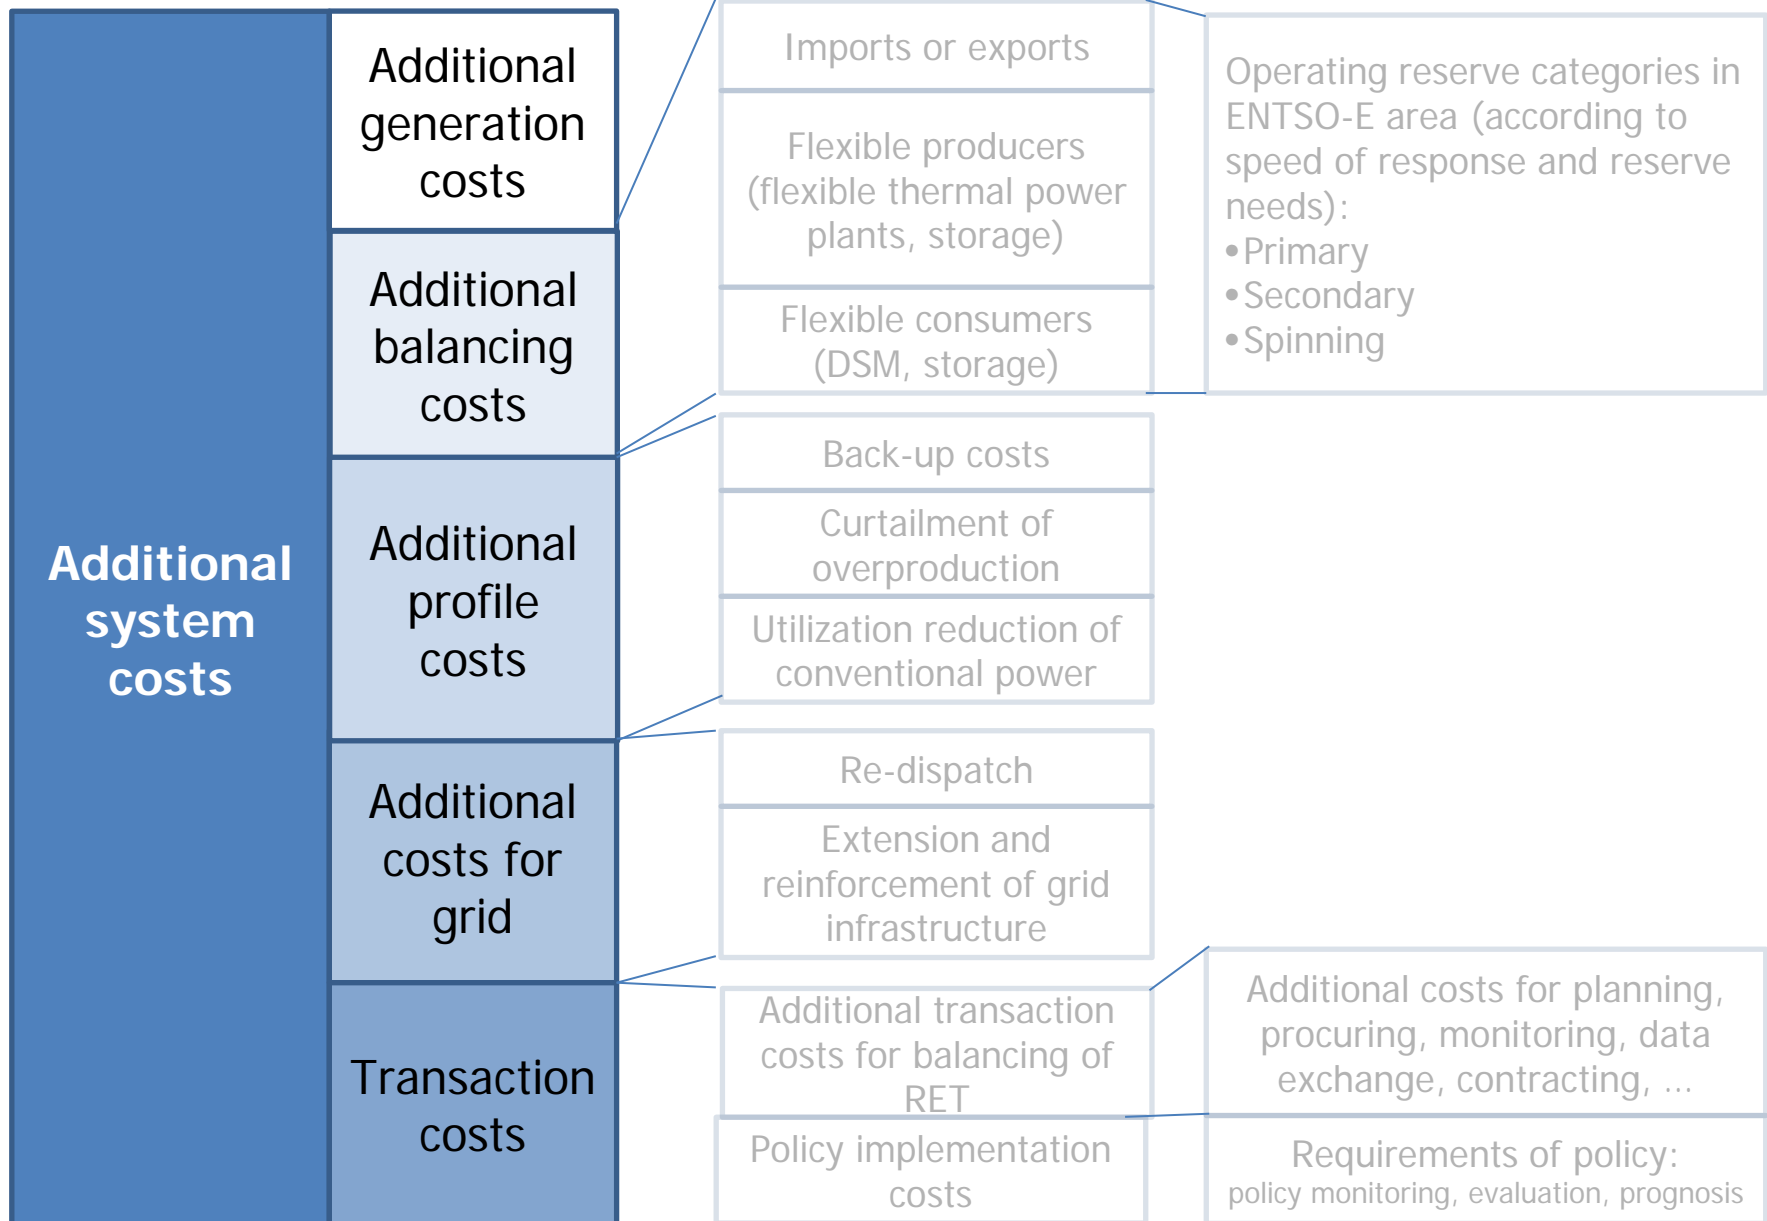 Additional
system
costs
Additional
generation
costs
Additional
balancing
costs
Additional
profile
costs
Additional
costs for
grid
Transaction
costs
Imports or exports
Flexible producers
(flexible thermal power
plants, storage)
Flexible consumers
(DSM, storage)
Back-up costs
Curtailment of
overproduction
Utilization reduction of
conventional power
Re-dispatch
Extension and
reinforcement of grid
infrastructure
Additional transaction
costs for balancing of
RET
Policy implementation
costs
Operating reserve categories in
ENTSO-E area (according to
speed of response and reserve
needs):
•Primary
•Secondary
•Spinning
Additional costs for planning,
procuring, monitoring, data
exchange, contracting, ...
Requirements of policy:
policy monitoring, evaluation, prognosis